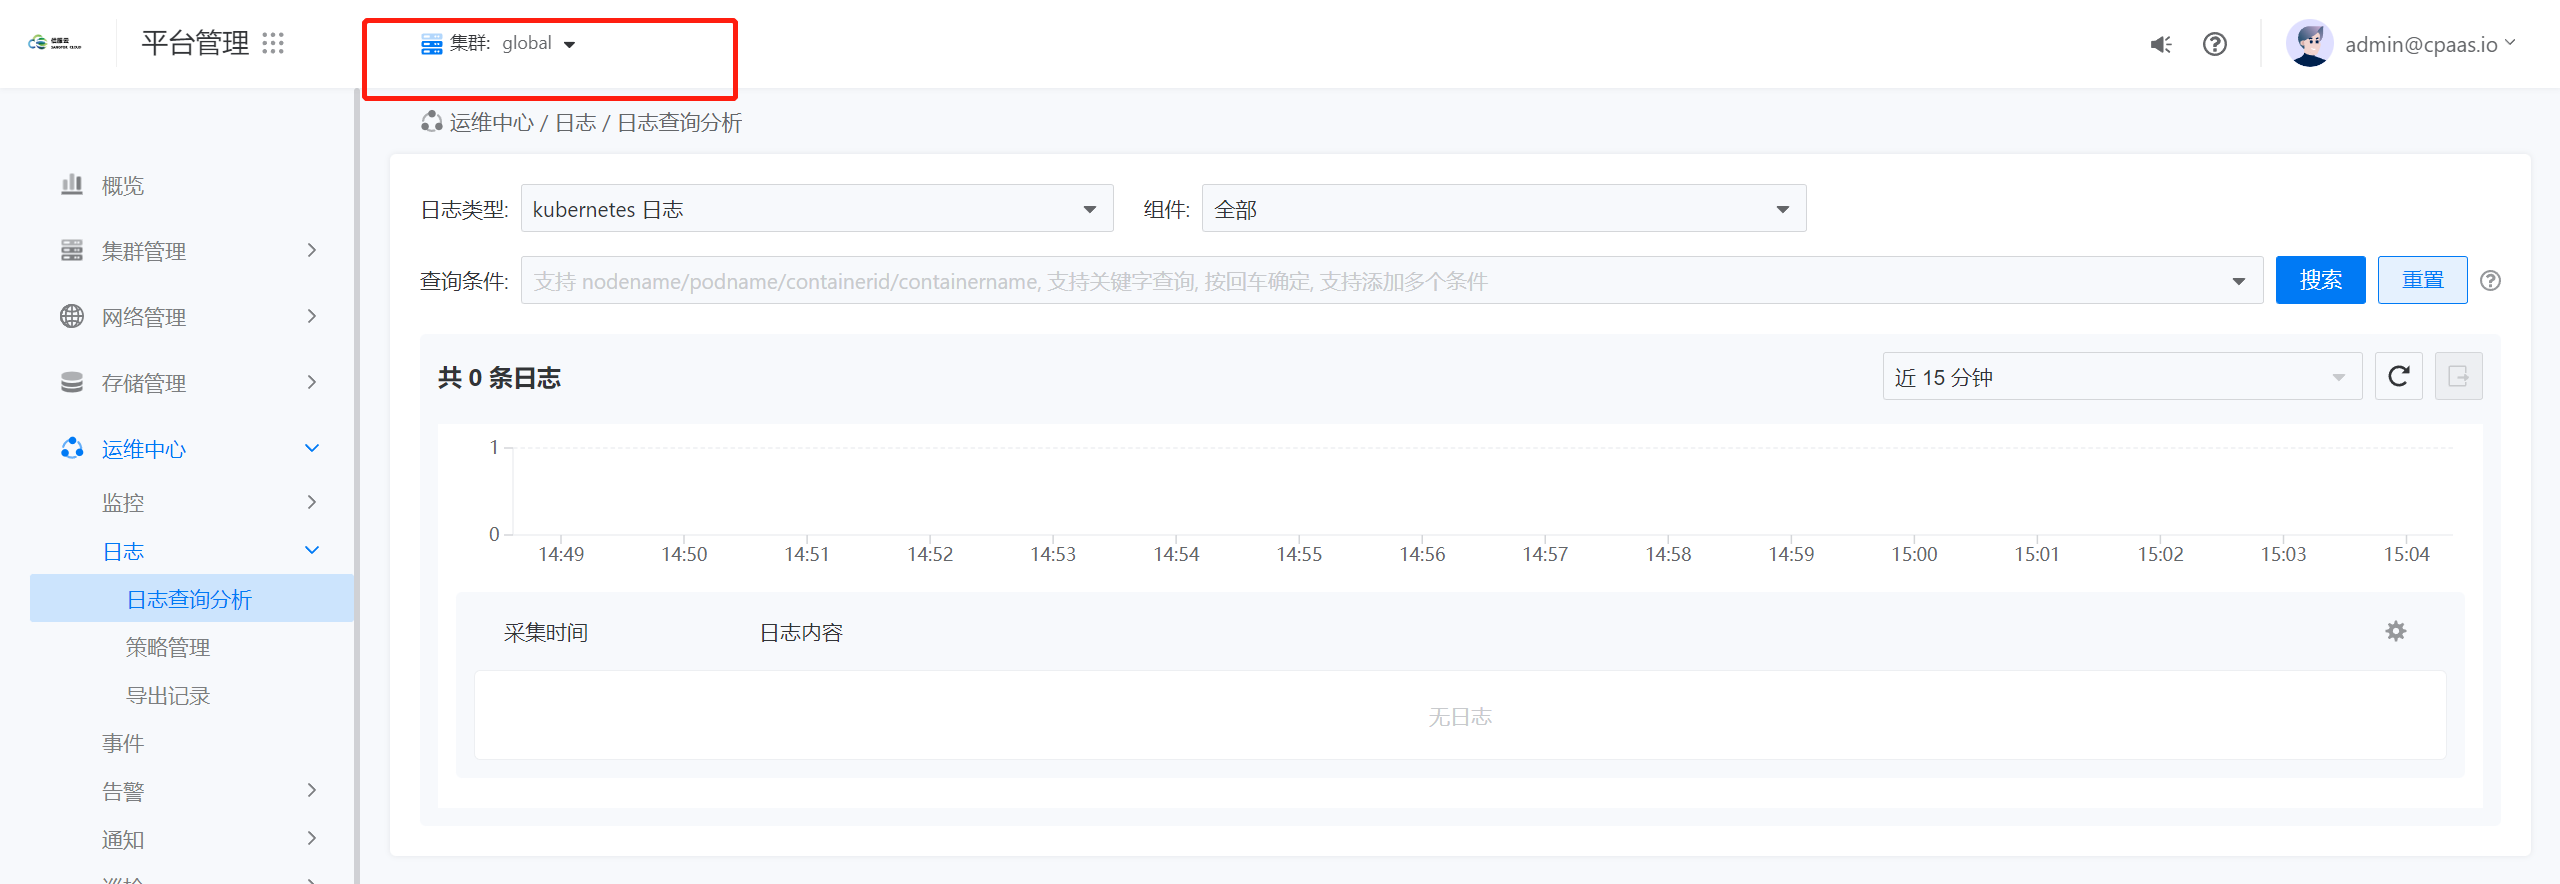 信服云
SANGFOR CLOUD
平台管理
集群: global
admin@cpaas.io
运维中心 / 日志 / 日志查询分析
概览
集群管理
网络管理
存储管理
运维中心
监控
日志
日志查询分析
策略管理
导出记录
事件
告警
通知
日志类型: kubernetes 日志 组件: 全部
查询条件: 支持 nodename/podname/containerid/containername, 支持关键字查询, 按回车确定, 支持添加多个条件 搜索 重置
共 0 条日志 近 15 分钟
1
0
14:49 14:50 14:51 14:52 14:53 14:54 14:55 14:56 14:57 14:58 14:59 15:00 15:01 15:02 15:03 15:04
采集时间 日志内容
无日志